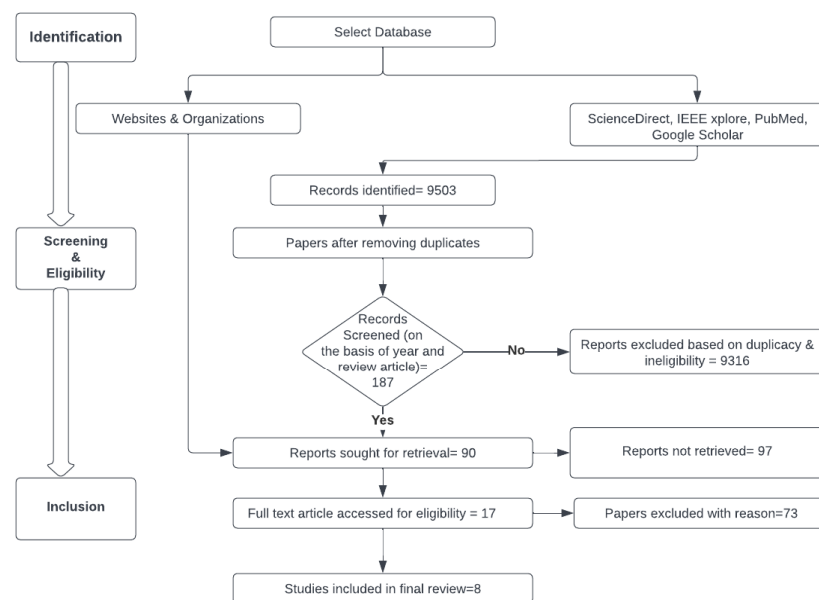 Identification
Select Database
Websites & Organizations
ScienceDirect, IEEE xplore, PubMed,
Google Scholar
Records identified= 9503
Screening
&
Eligibility
Papers after removing duplicates
Records
Screened (on
the basis of year and
review article)=
187
No
Reports excluded based on duplicacy &
ineligibility = 9316
Yes
Reports sought for retrieval= 90
Reports not retrieved= 97
Inclusion
Full text article accessed for eligibility = 17
Papers excluded with reason=73
Studies included in final review=8